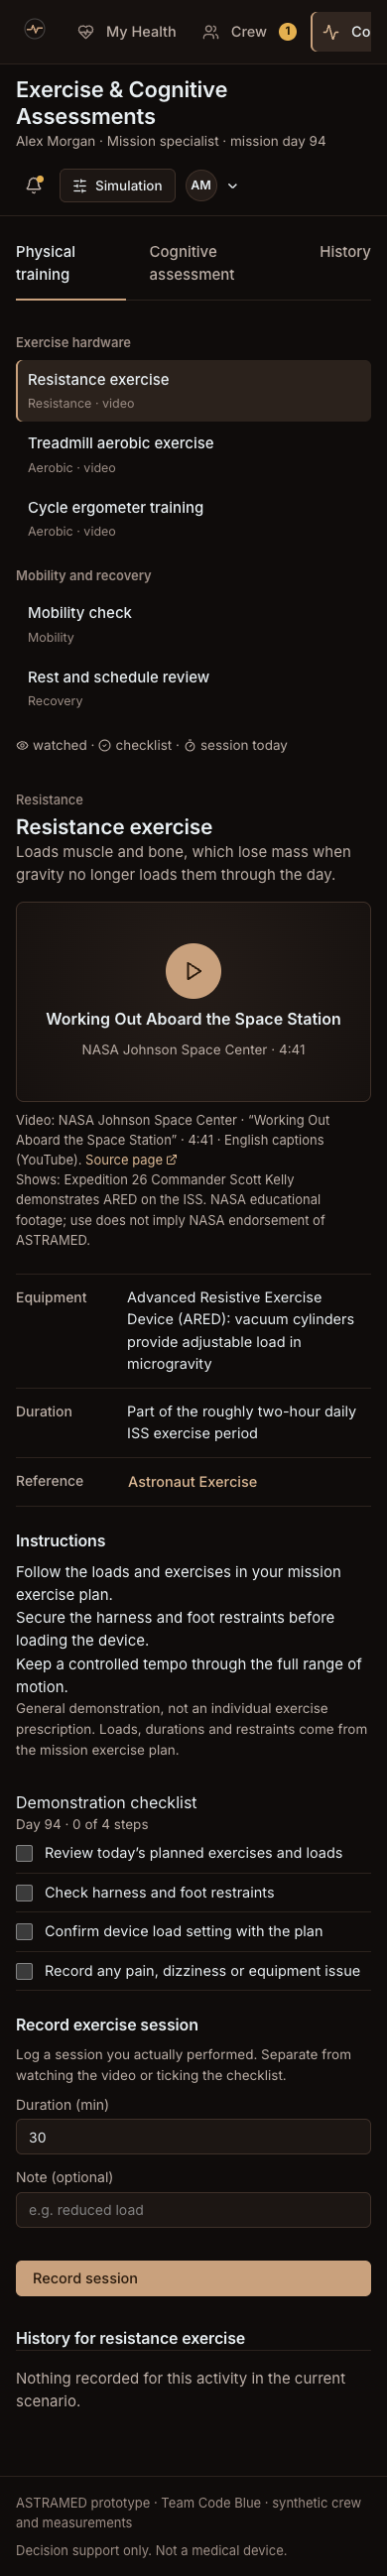 My Health
Crew
1
Co
Exercise & Cognitive
Assessments
Alex Morgan · Mission specialist · mission day 94
Simulation
AM
Physical
training
Cognitive
assessment
History
Exercise hardware
Resistance exercise
Resistance · video
Treadmill aerobic exercise
Aerobic · video
Cycle ergometer training
Aerobic · video
Mobility and recovery
Mobility check
Mobility
Rest and schedule review
Recovery
watched · checklist · session today
Resistance
Resistance exercise
Loads muscle and bone, which lose mass when
gravity no longer loads them through the day.
Working Out Aboard the Space Station
NASA Johnson Space Center · 4:41
Video: NASA Johnson Space Center · “Working Out
Aboard the Space Station” · 4:41 · English captions
(YouTube). Source page
Shows: Expedition 26 Commander Scott Kelly
demonstrates ARED on the ISS. NASA educational
footage; use does not imply NASA endorsement of
ASTRAMED.
Equipment
Advanced Resistive Exercise
Device (ARED): vacuum cylinders
provide adjustable load in
microgravity
Duration
Part of the roughly two-hour daily
ISS exercise period
Reference
Astronaut Exercise
Instructions
Follow the loads and exercises in your mission
exercise plan.
Secure the harness and foot restraints before
loading the device.
Keep a controlled tempo through the full range of
motion.
General demonstration, not an individual exercise
prescription. Loads, durations and restraints come from
the mission exercise plan.
Demonstration checklist
Day 94 · 0 of 4 steps
Review today’s planned exercises and loads
Check harness and foot restraints
Confirm device load setting with the plan
Record any pain, dizziness or equipment issue
Record exercise session
Log a session you actually performed. Separate from
watching the video or ticking the checklist.
Duration (min)
30
Note (optional)
e.g. reduced load
Record session
History for resistance exercise
Nothing recorded for this activity in the current
scenario.
ASTRAMED prototype · Team Code Blue · synthetic crew
and measurements
Decision support only. Not a medical device.